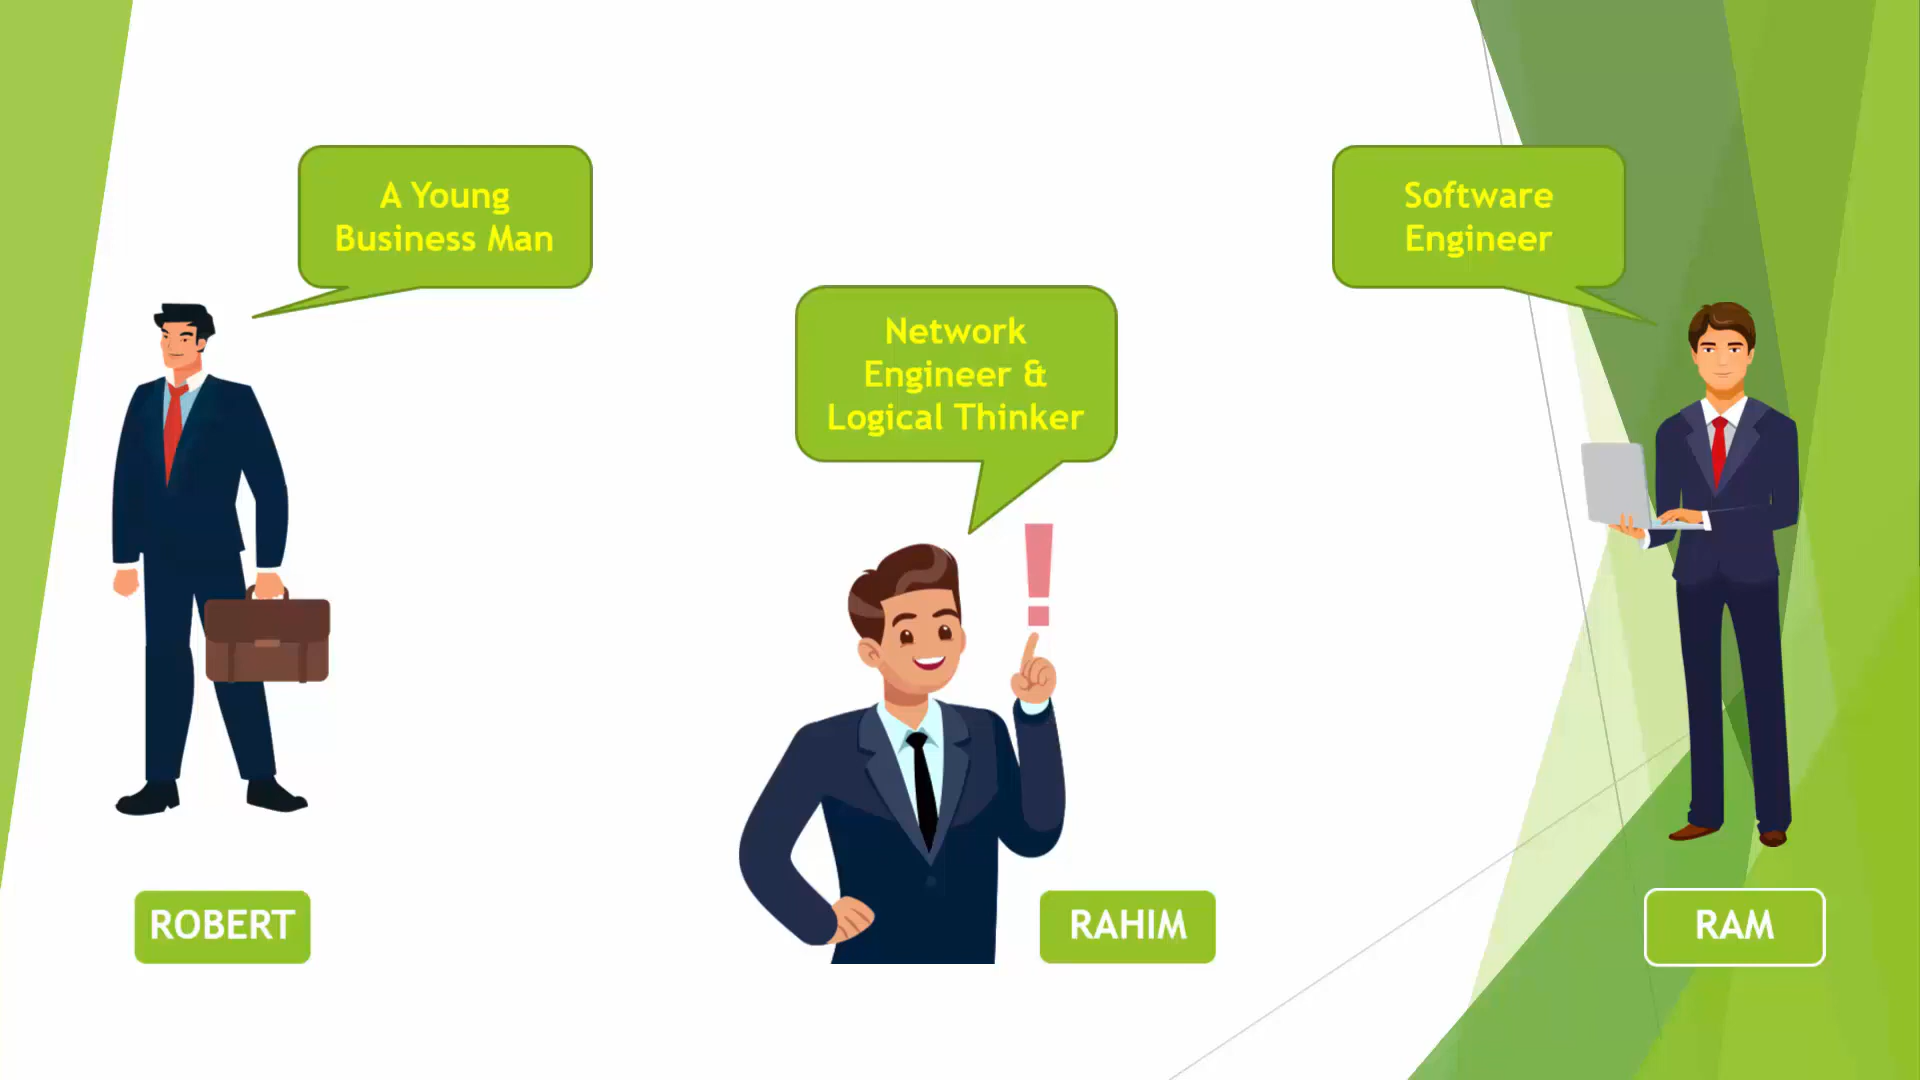 A Young
Business Man
Software
Engineer
Network
Engineer &
Logical Thinker
!
ROBERT
RAHIM
RAM